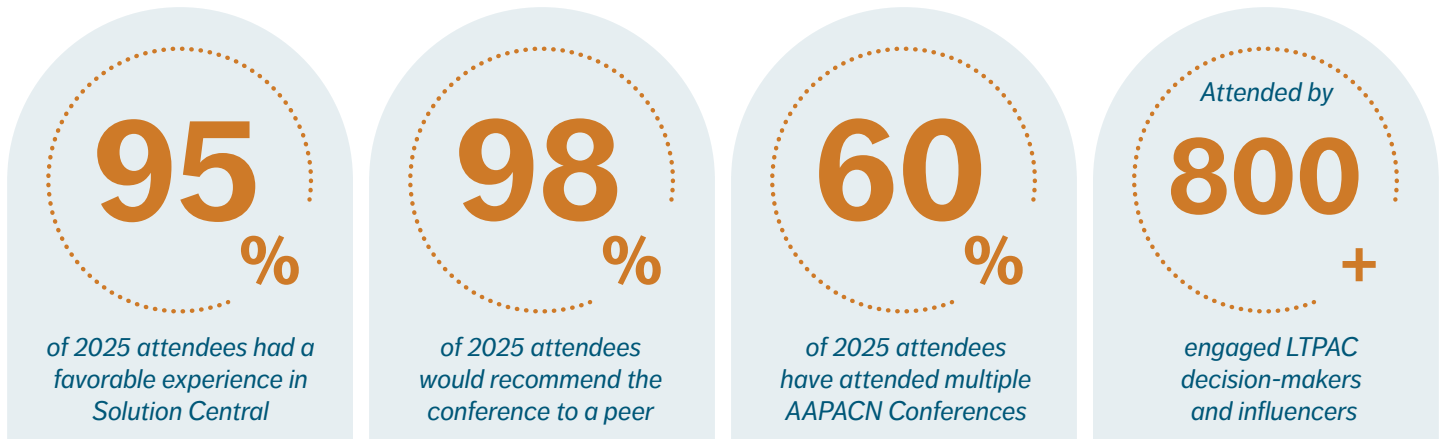 95
%
of 2025 attendees had a
favorable experience in
Solution Central
98
%
of 2025 attendees
would recommend the
conference to a peer
60
%
of 2025 attendees
have attended multiple
AAPACN Conferences
Attended by
800
+
engaged LTPAC
decision-makers
and influencers